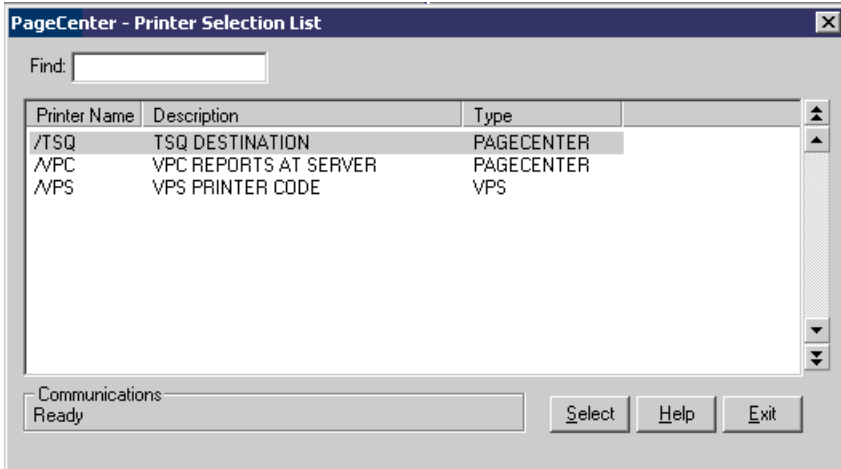 PageCenter - Printer Selection List
Find:
Printer Name Description Type
/TSQ TSQ DESTINATION PAGECENTER
/VPC VPC REPORTS AT SERVER PAGECENTER
/VPS VPS PRINTER CODE VPS
Communications
Ready
Select Help Exit